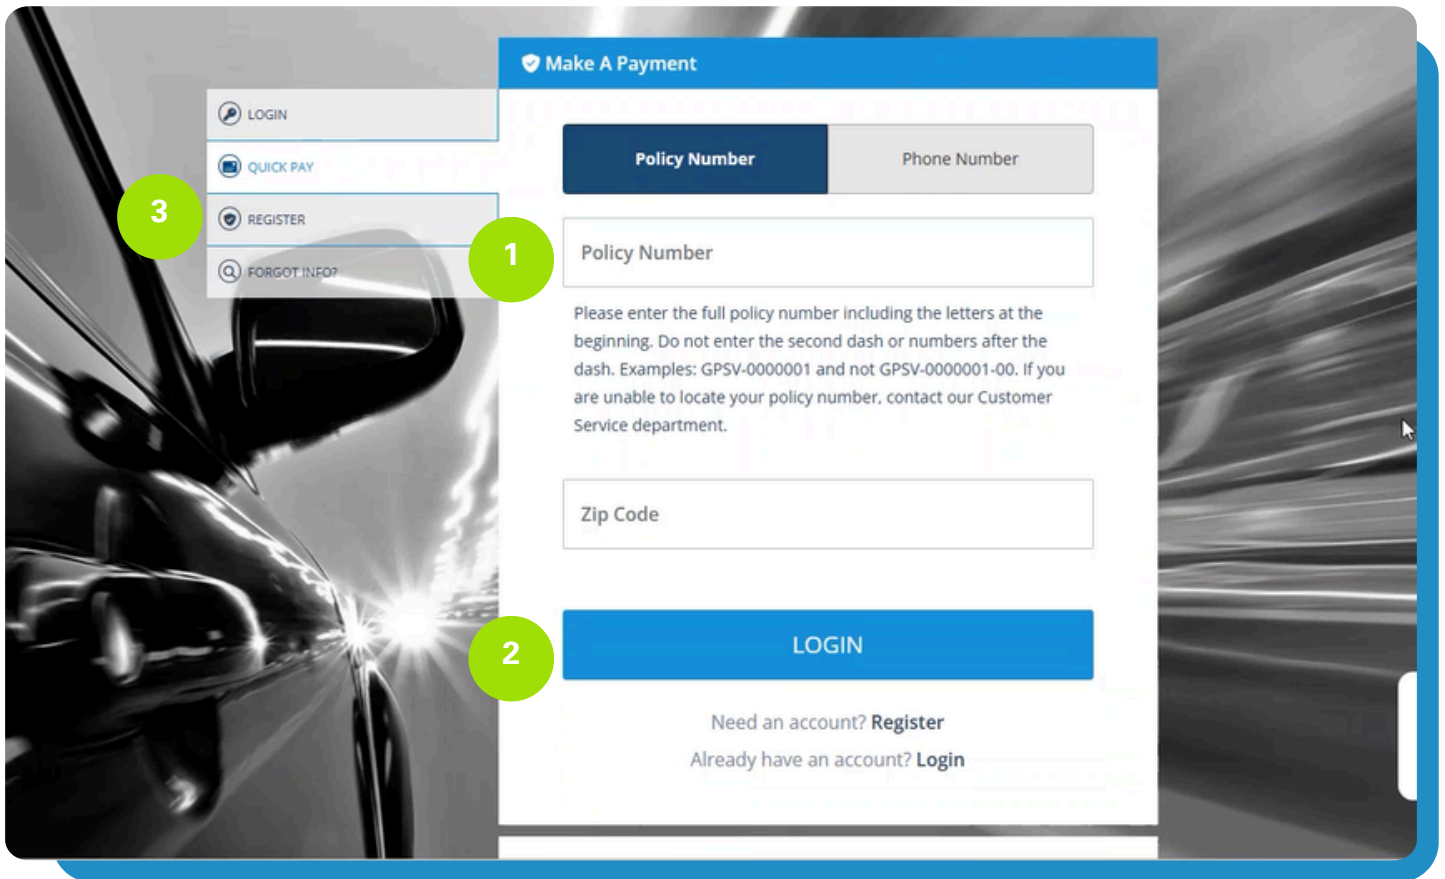 Make A Payment
LOGIN
QUICK PAY
REGISTER
FORGOT INFO?
3
Policy Number
Phone Number
1
Policy Number
Please enter the full policy number including the letters at the
beginning. Do not enter the second dash or numbers after the
dash. Examples: GPSV-0000001 and not GPSV-0000001-00. If you
are unable to locate your policy number, contact our Customer
Service department.
Zip Code
2
LOGIN
Need an account? Register
Already have an account? Login